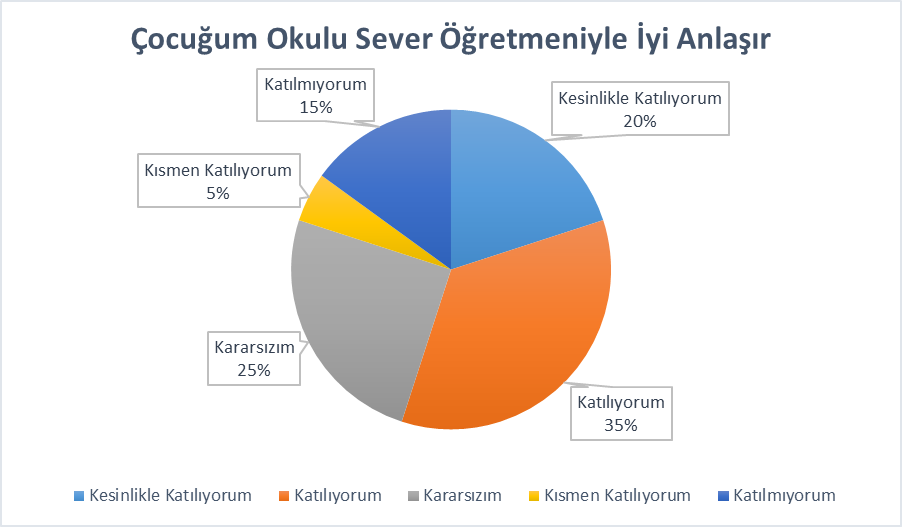 Çocuğum Okulu Sever Öğretmeniyle İyi Anlaşır
Katılmıyorum
15%
Kesinlikle Katılıyorum
20%
Kısmen Katılıyorum
5%
Kararsızım
25%
Katılıyorum
35%
Kesinlikle Katılıyorum Katılıyorum Kararsızım Kısmen Katılıyorum Katılmıyorum